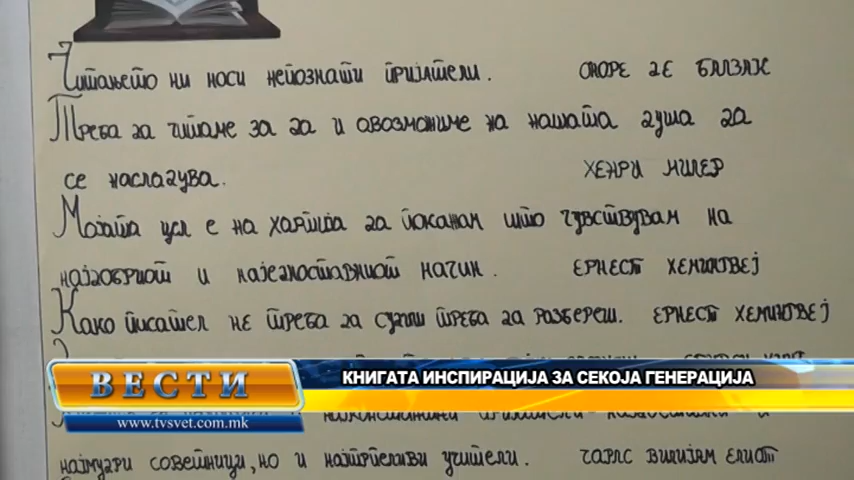 Читањето ни носи непознати пријатели. Оноре де Балзак
Треба да читаме за да и овозможиме на нашата душа да
се насладува. Хенри Милер
Мојата цел е на хартија да покажам што чувствувам на
најдобриот и наједноставниот начин. Ернест Хемингвеј
Како писател не треба да судиш треба да разбереш. Ернест Хемингвеј
ВЕСТИ
КНИГАТА ИНСПИРАЦИЈА ЗА СЕКОЈА ГЕНЕРАЦИЈА
www.tvsvet.com.mk
најмудри советници, но и најтрпеливи учители. Чарлс Вилијам Елиот